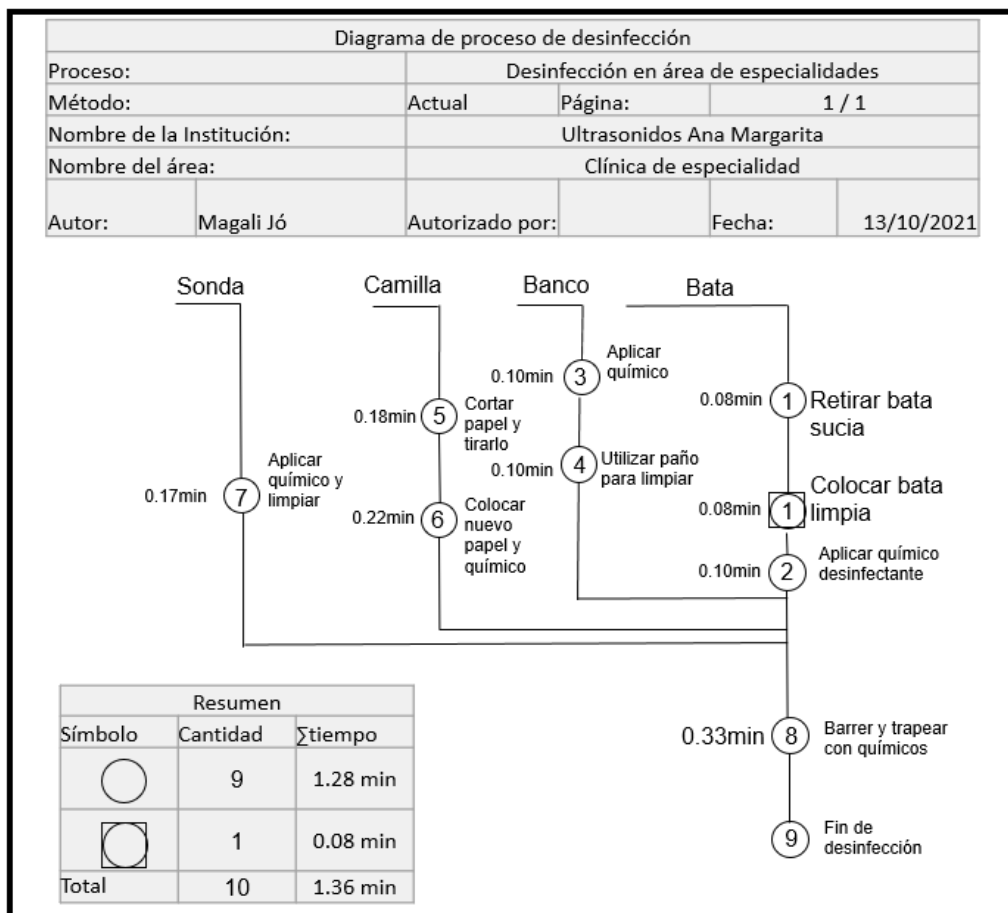 Diagrama de proceso de desinfección
Proceso: Desinfección en área de especialidades
Método: Actual Página: 1 / 1
Nombre de la Institución: Ultrasonidos Ana Margarita
Nombre del área: Clínica de especialidad
Autor: Magali Jó Autorizado por: Fecha: 13/10/2021
Sonda
0.17min 7 Aplicar
químico y
limpiar
Camilla
0.18min 5 Cortar
papel y
tirarlo
0.22min 6 Colocar
nuevo
papel y
químico
Banco
0.10min 3 Aplicar
químico
0.10min 4 Utilizar paño
para limpiar
Bata
0.08min 1 Retirar bata
sucia
0.08min 1 Colocar bata
limpia
0.10min 2 Aplicar químico
desinfectante
0.33min 8 Barrer y trapear
con químicos
9 Fin de
desinfección
Resumen
Símbolo Cantidad ∑tiempo
9 1.28 min
1 0.08 min
Total 10 1.36 min